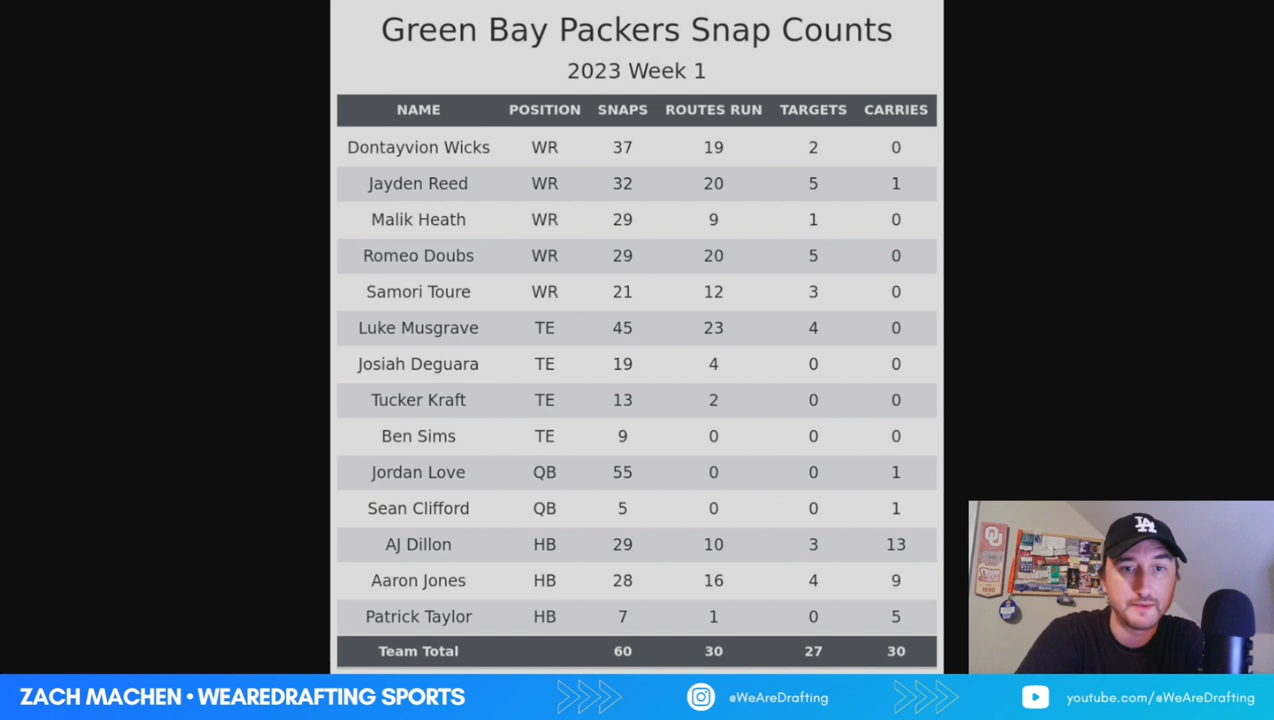 Green Bay Packers Snap Counts
2023 Week 1
NAME POSITION SNAPS ROUTES RUN TARGETS CARRIES
Dontayvion Wicks WR 37 19 2 0
Jayden Reed WR 32 20 5 1
Malik Heath WR 29 9 1 0
Romeo Doubs WR 29 20 5 0
Samori Toure WR 21 12 3 0
Luke Musgrave TE 45 23 4 0
Josiah Deguara TE 19 4 0 0
Tucker Kraft TE 13 2 0 0
Ben Sims TE 9 0 0 0
Jordan Love QB 55 0 0 1
Sean Clifford QB 5 0 0 1
AJ Dillon HB 29 10 3 13
Aaron Jones HB 28 16 4 9
Patrick Taylor HB 7 1 0 5
Team Total 60 30 27 30
LA
ZACH MACHEN • WEAREDRAFTING SPORTS @WeAreDrafting youtube.com/@WeAreDrafting